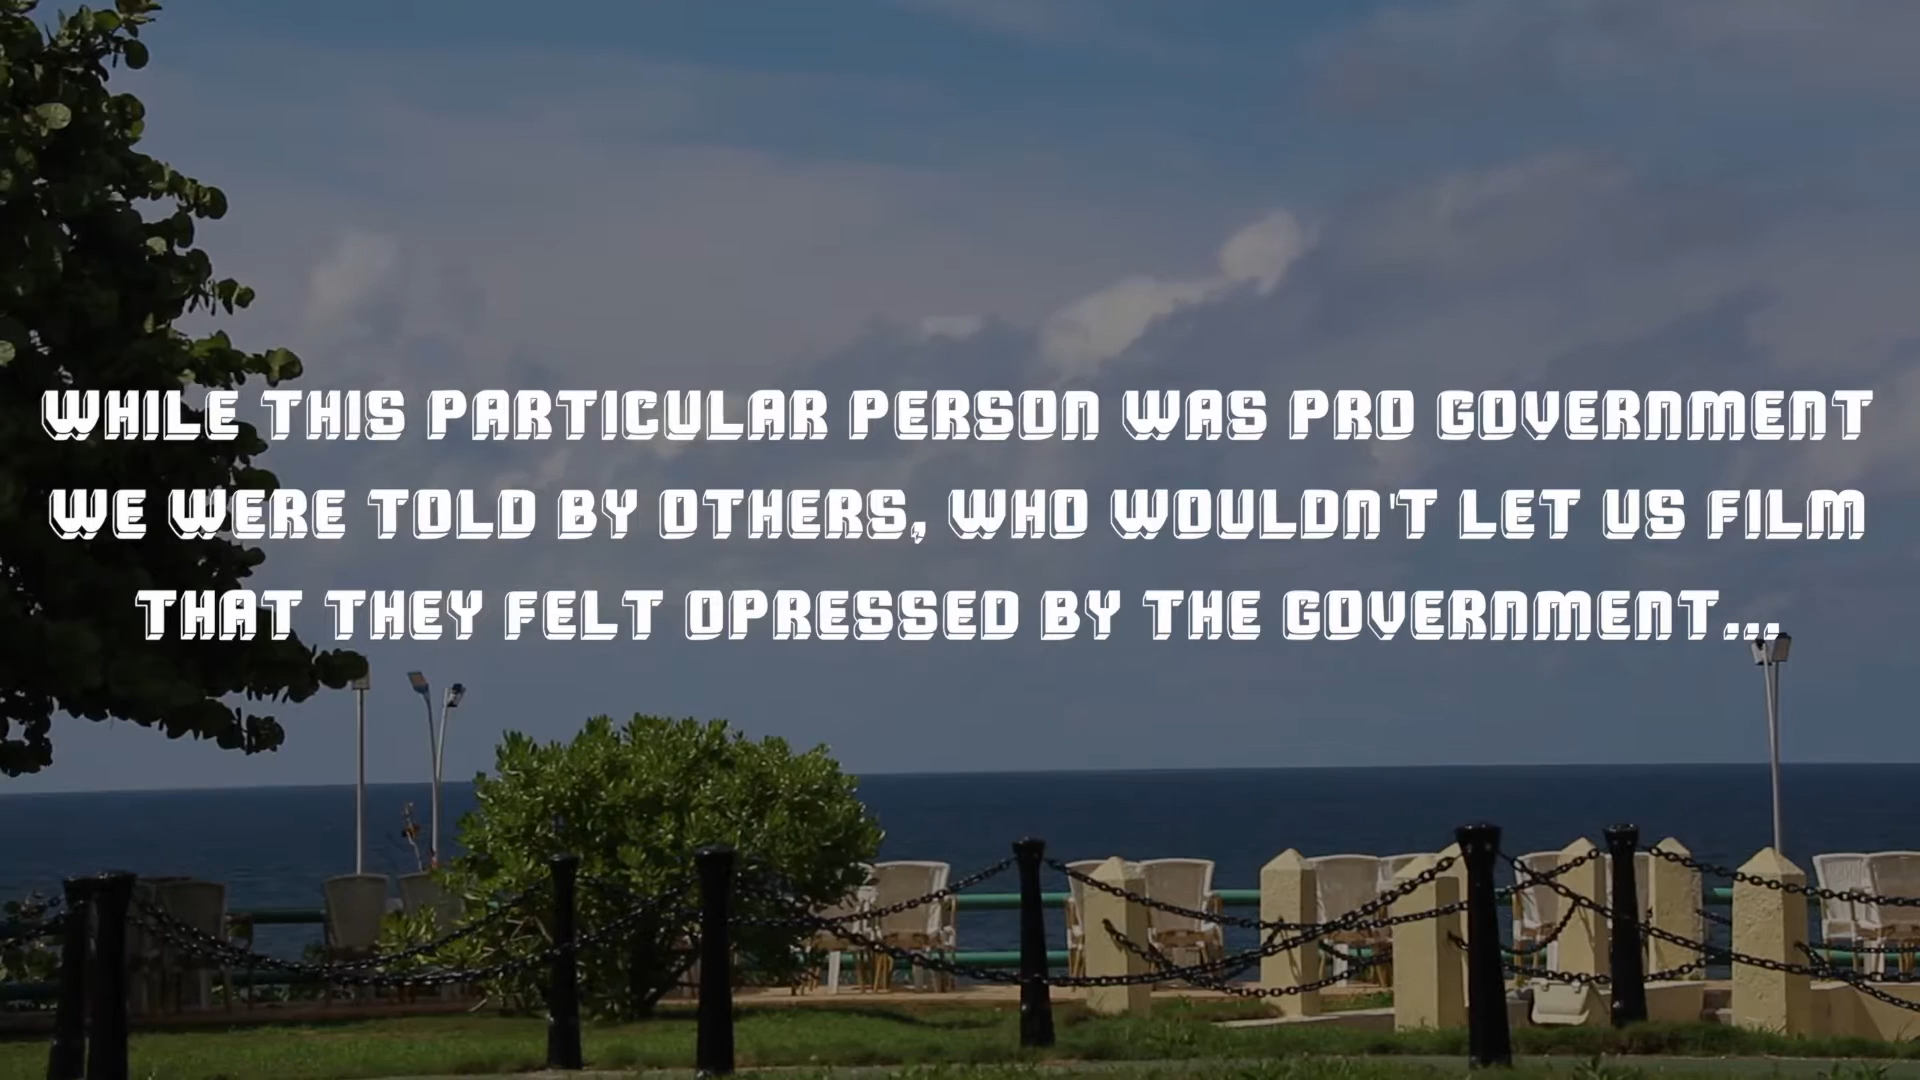 WHILE THIS PARTICULAR PERSON WAS PRO GOVERNMENT
WE WERE TOLD BY OTHERS, WHO WOULDN'T LET US FILM
THAT THEY FELT OPRESSED BY THE GOVERNMENT...